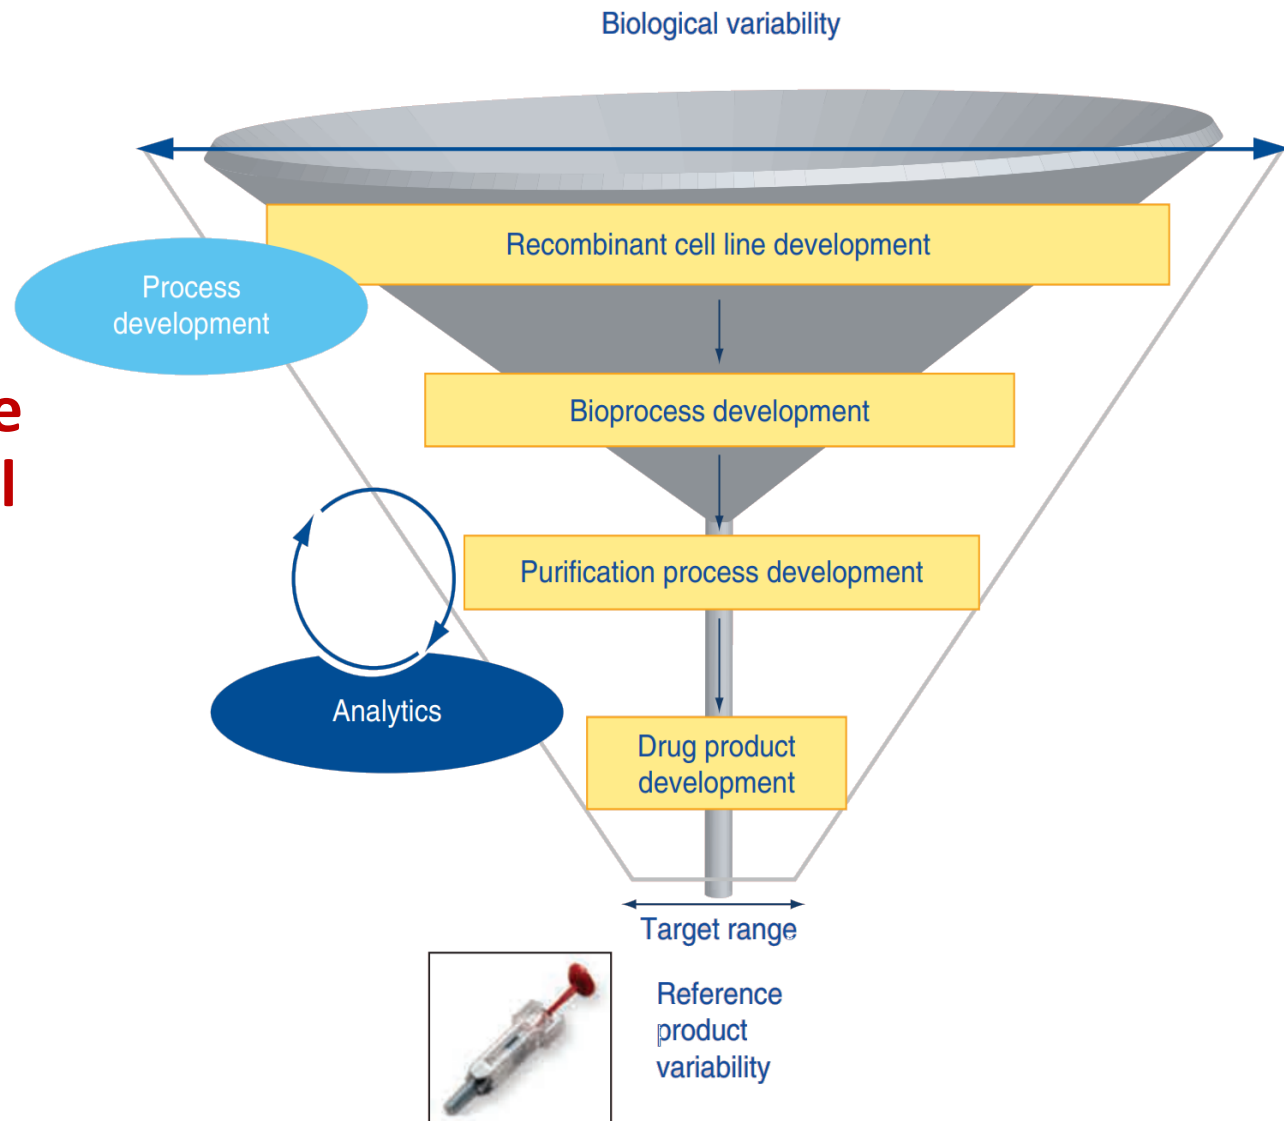 Biological variability
Recombinant cell line development
Process
development
Bioprocess development
Purification process development
Analytics
Drug product
development
Target range
Reference
product
variability